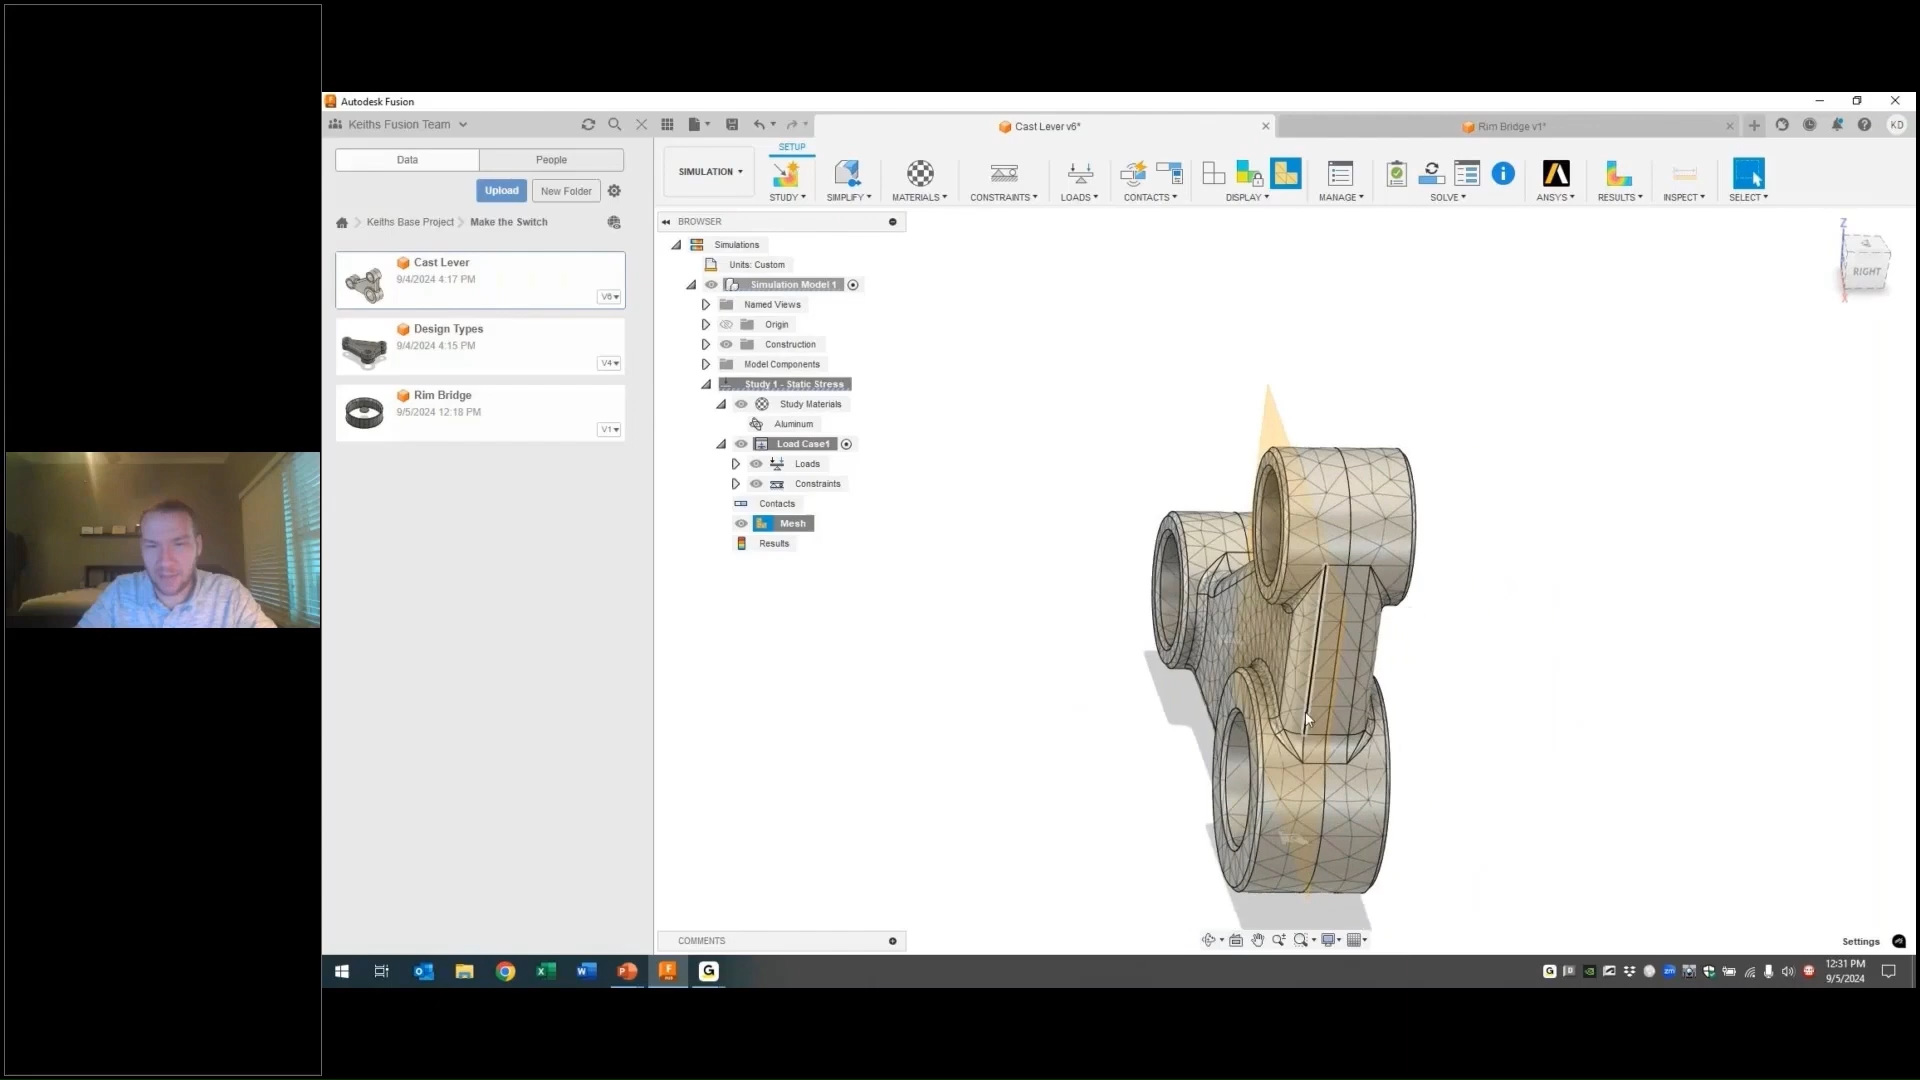 Autodesk Fusion
Keiths Fusion Team
Cast Lever v6*
Rim Bridge v1*
KD
Data
People
Upload
New Folder
Keiths Base Project
Make the Switch
Cast Lever
9/4/2024 4:17 PM
V6
Design Types
9/4/2024 4:15 PM
V4
Rim Bridge
9/5/2024 12:18 PM
V1
SETUP
SIMULATION
STUDY
SIMPLIFY
MATERIALS
CONSTRAINTS
LOADS
CONTACTS
DISPLAY
MANAGE
SOLVE
ANSYS
RESULTS
INSPECT
SELECT
BROWSER
Simulations
Units: Custom
Simulation Model 1
Named Views
Origin
Construction
Model Components
Study 1 - Static Stress
Study Materials
Aluminum
Load Case1
Loads
Constraints
Contacts
Mesh
Results
Z
RIGHT
COMMENTS
Settings
12:31 PM
9/5/2024